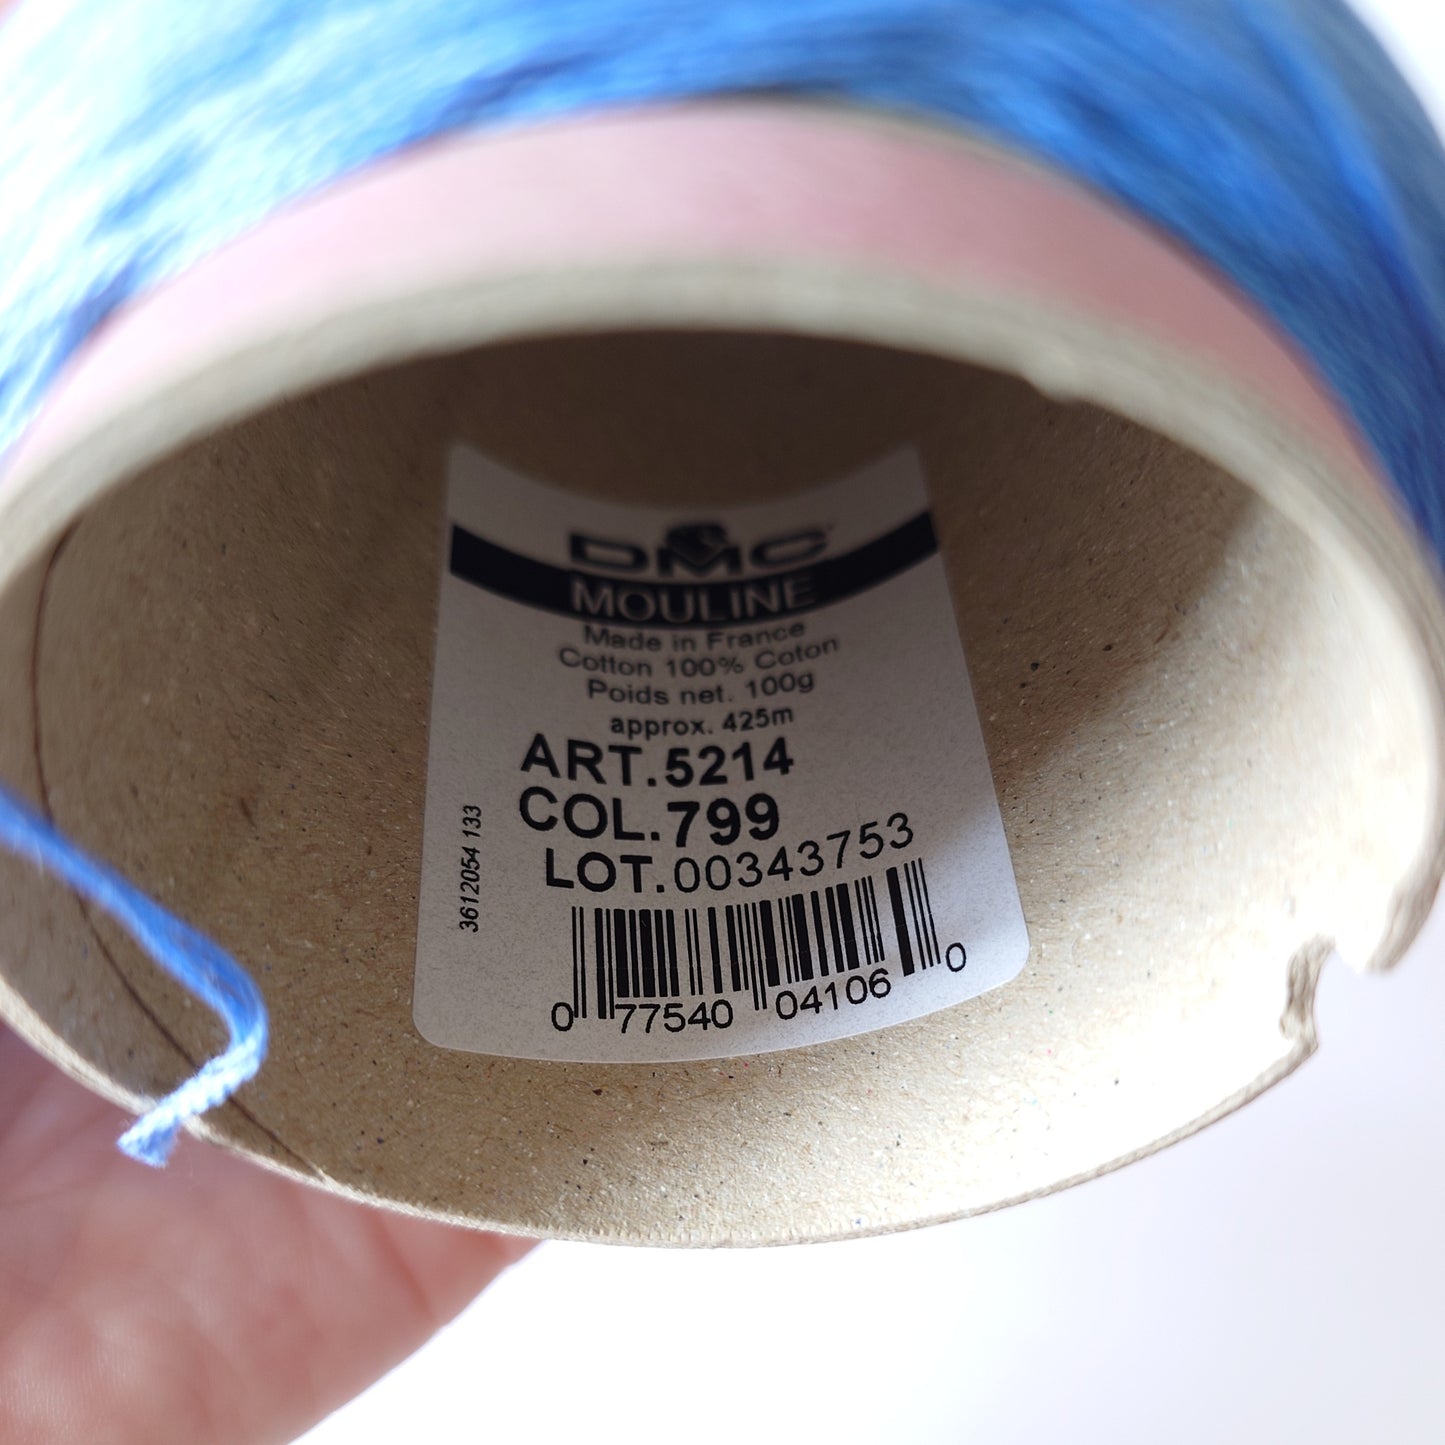 DMC
MOULINE
Made in France
Cotton 100% Coton
Poids net. 100g
approx. 425m
ART.5214
COL.799
LOT.00343753
3612054 133
0 77540 04106 0